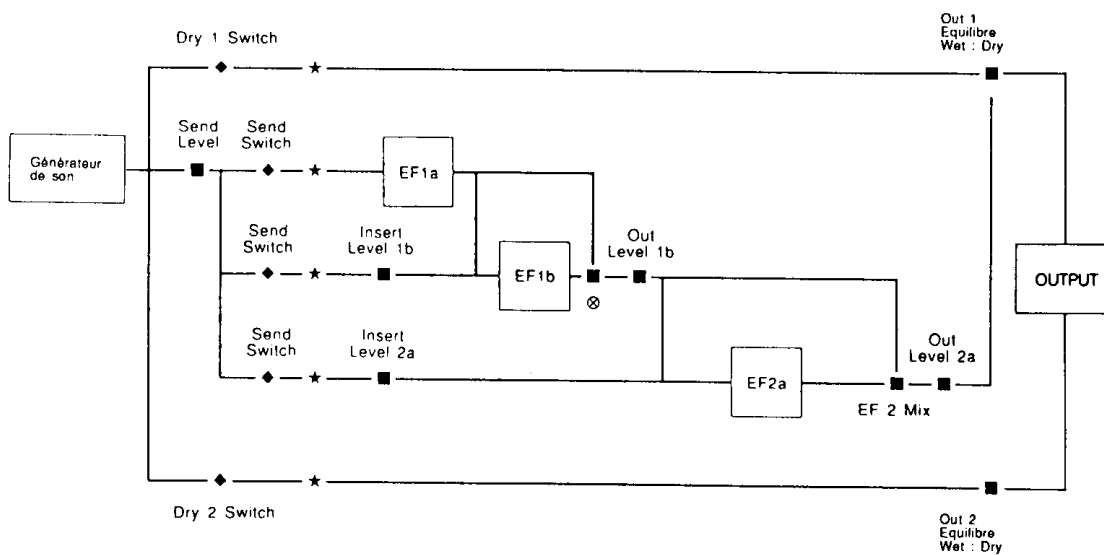 Dry 1 Switch
Out 1
Equilibre
Wet : Dry
Send
Level
Send
Switch
Générateur
de son
EF1a
Send
Switch
Insert
Level 1b
EF1b
Out
Level 1b
OUTPUT
Send
Switch
Insert
Level 2a
EF2a
Out
Level 2a
EF 2 Mix
Dry 2 Switch
Out 2
Equilibre
Wet : Dry